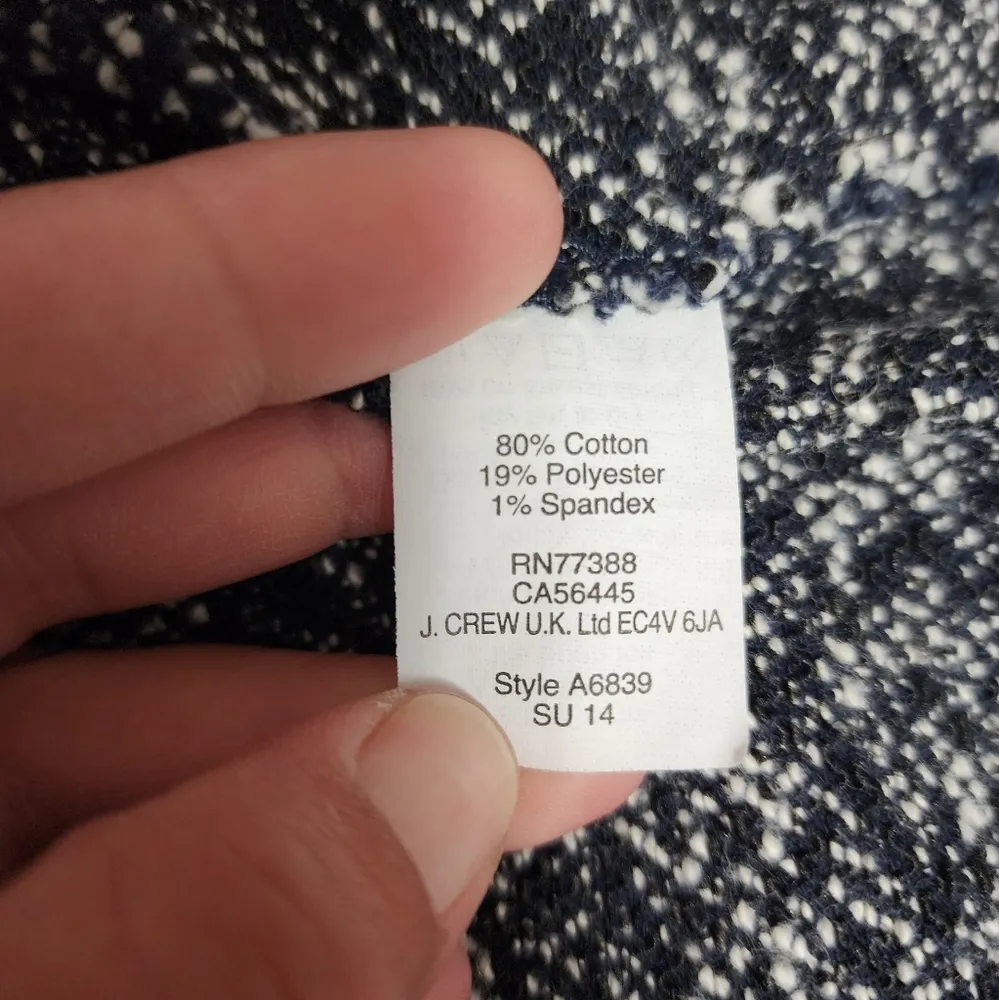 80% Cotton
19% Polyester
1% Spandex
RN77388
CA56445
J. CREW U.K. Ltd EC4V 6JA
Style A6839
SU 14